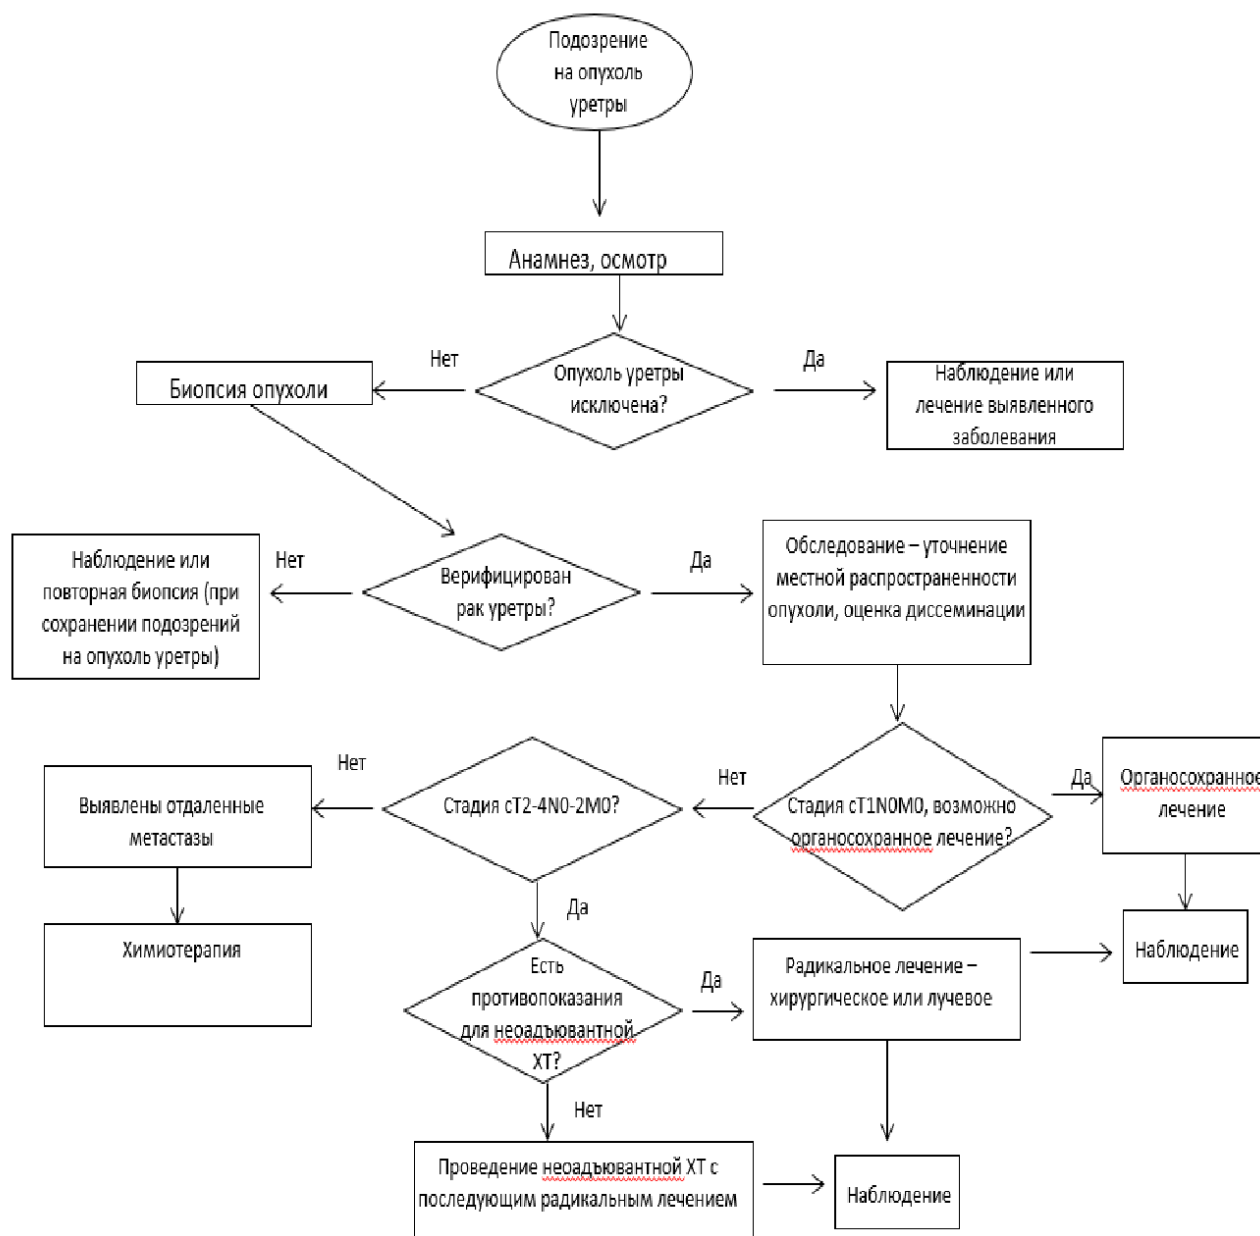 Подозрение
на опухоль
уретры
Анамнез, осмотр
Нет
Да
Биопсия опухоли
Опухоль уретры
исключена?
Наблюдение или
лечение выявленного
заболевания
Наблюдение или
повторная биопсия (при
сохранении подозрений
на опухоль уретры)
Нет
Верифицирован
рак уретры?
Да
Обследование – уточнение
местной распространенности
опухоли, оценка диссеминации
Выявлены отдаленные
метастазы
Нет
Стадия сТ2-4N0-2М0?
Нет
Стадия сТ1N0М0, возможно
органосохранное лечение?
Да
Органосохранное
лечение
Химиотерапия
Да
Есть
противопоказания
для неоадъювантной
ХТ?
Да
Радикальное лечение –
хирургическое или лучевое
Наблюдение
Нет
Проведение неоадъювантной ХТ с
последующим радикальным лечением
Наблюдение